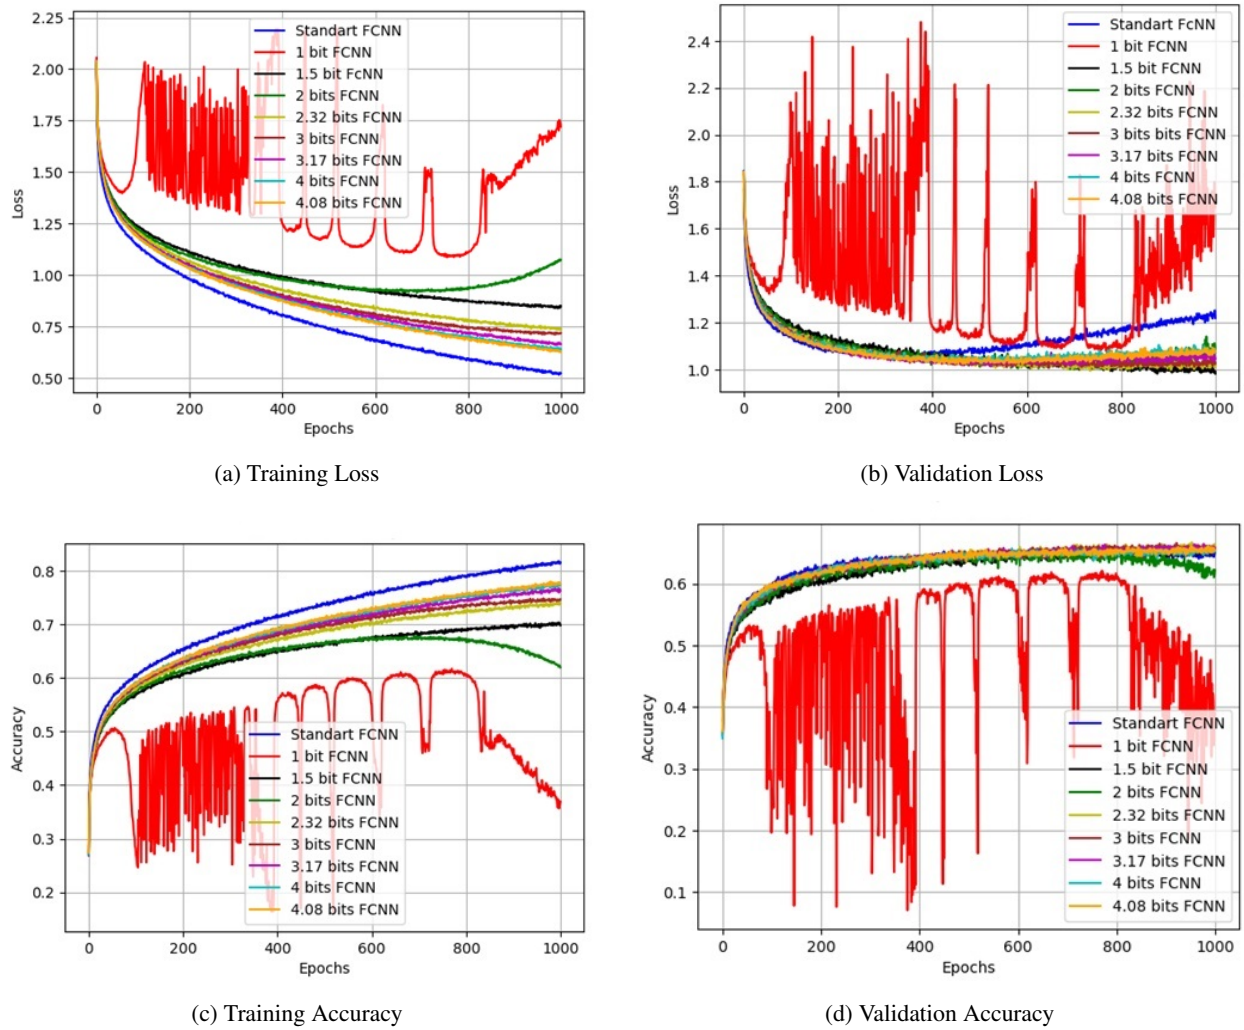 2.25
2.00
1.75
1.50
1.25
1.00
0.75
0.50
Loss
0 200 400 600 800 1000
Epochs
Standart FCNN
1 bit FCNN
1.5 bit FcNN
2 bits FCNN
2.32 bits FCNN
3 bits FCNN
3.17 bits FCNN
4 bits FCNN
4.08 bits FCNN
(a) Training Loss
2.4
2.2
2.0
1.8
1.6
1.4
1.2
1.0
Loss
0 200 400 600 800 1000
Epochs
Standart FcNN
1 bit FCNN
1.5 bit FCNN
2 bits FCNN
2.32 bits FCNN
3 bits bits FCNN
3.17 bits FCNN
4 bits FCNN
4.08 bits FCNN
(b) Validation Loss
0.8
0.7
0.6
0.5
0.4
0.3
0.2
Accuracy
0 200 400 600 800 1000
Epochs
Standart FCNN
1 bit FCNN
1.5 bit FCNN
2 bits FCNN
2.32 bits FCNN
3 bits FCNN
3.17 bits FCNN
4 bits FCNN
4.08 bits FCNN
(c) Training Accuracy
0.6
0.5
0.4
0.3
0.2
0.1
Accuracy
0 200 400 600 800 1000
Epochs
Standart FCNN
1 bit FCNN
1.5 bit FCNN
2 bits FCNN
2.32 bits FCNN
3 bits FCNN
3.17 bits FCNN
4 bits FCNN
4.08 bits FCNN
(d) Validation Accuracy